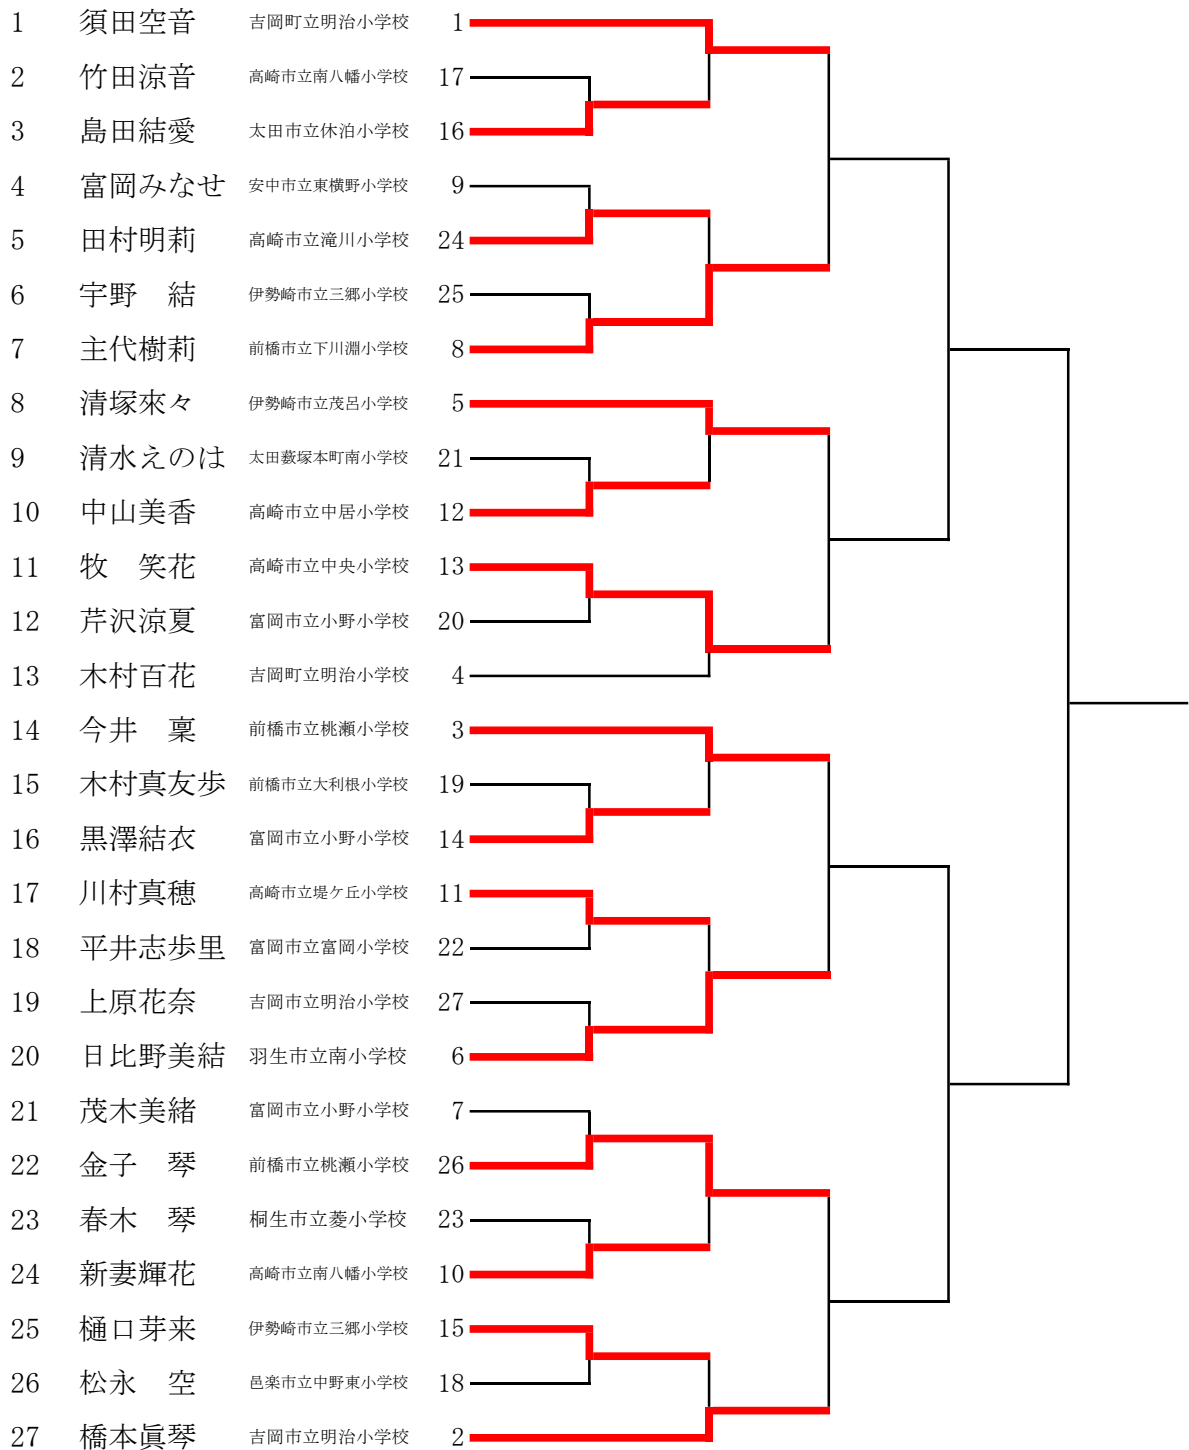 1 須田空音 吉岡町立明治小学校 1
2 竹田涼音 高崎市立南八幡小学校 17
3 島田結愛 太田市立休泊小学校 16
4 富岡みなせ 安中市立東横野小学校 9
5 田村明莉 高崎市立滝川小学校 24
6 宇野　結 伊勢崎市立三郷小学校 25
7 主代樹莉 前橋市立下川淵小学校 8
8 清塚來々 伊勢崎市立茂呂小学校 5
9 清水えのは 太田藪塚本町南小学校 21
10 中山美香 高崎市立中居小学校 12
11 牧　笑花 高崎市立中央小学校 13
12 芹沢涼夏 富岡市立小野小学校 20
13 木村百花 吉岡町立明治小学校 4
14 今井　稟 前橋市立桃瀬小学校 3
15 木村真友歩 前橋市立大利根小学校 19
16 黒澤結衣 富岡市立小野小学校 14
17 川村真穂 高崎市立堤ケ丘小学校 11
18 平井志歩里 富岡市立富岡小学校 22
19 上原花奈 吉岡市立明治小学校 27
20 日比野美結 羽生市立南小学校 6
21 茂木美緒 富岡市立小野小学校 7
22 金子　琴 前橋市立桃瀬小学校 26
23 春木　琴 桐生市立菱小学校 23
24 新妻輝花 高崎市立南八幡小学校 10
25 樋口芽来 伊勢崎市立三郷小学校 15
26 松永　空 邑楽市立中野東小学校 18
27 橋本眞琴 吉岡町立明治小学校 2